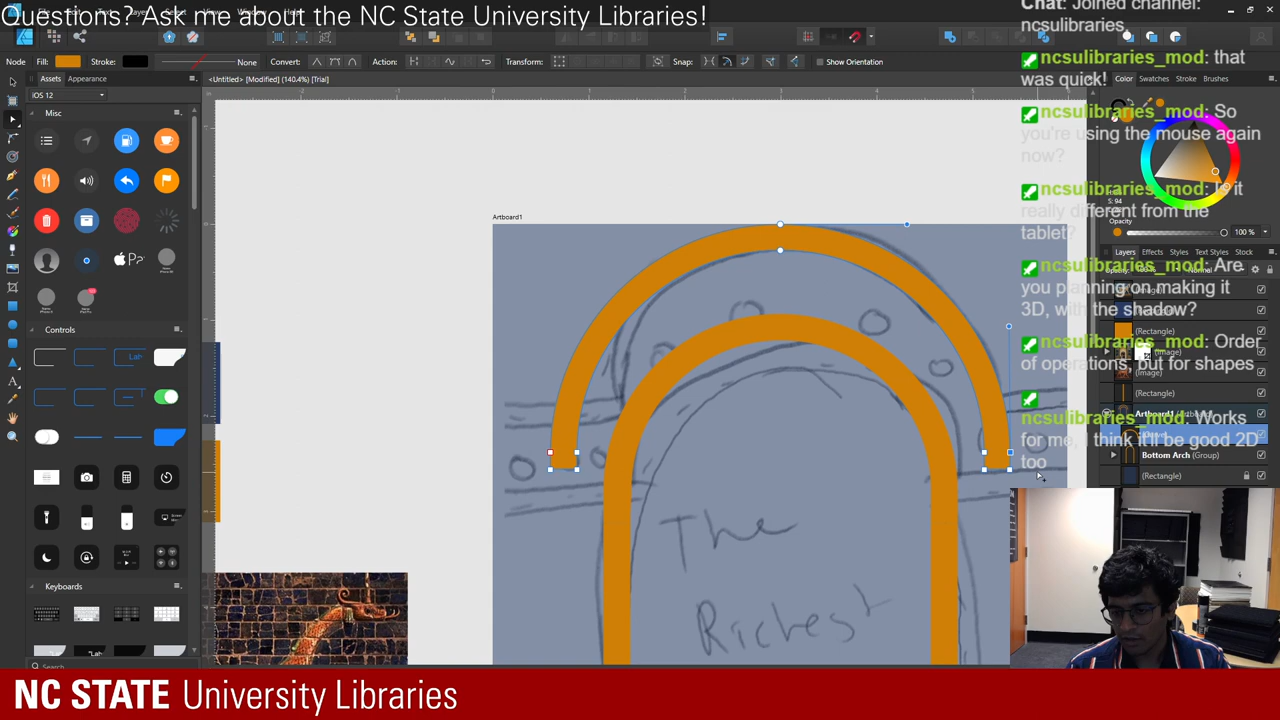 Questions? Ask me about the NC State University Libraries!
Chat: Joined channel:
ncsulibraries
ncsulibraries_mod: that
was quick!
ncsulibraries_mod: So
you're using the mouse again
now?
ncsulibraries_mod: Is it
really different from the
tablet?
ncsulibraries_mod: Are
you planning on making it
3D, with the shadow?
ncsulibraries_mod: Order
of operations, but for shapes
ncsulibraries_mod: Works
for me, I think it'll be good 2D
too
Node Fill: Stroke: None Convert: Action: Transform: Snap: Show Orientation
Assets Appearance
<Untitled> [Modified] (140.4%) [Trial]
iOS 12
Misc
Controls
Keyboards
Search
Artboard1
The
Richest
Color Swatches Stroke Brushes
S: 94
Opacity
100 %
Layers Effects Styles Text Styles Stock
(Rectangle)
(Image)
(Image)
(Rectangle)
Artboard1
Bottom Arch (Group)
(Rectangle)
NC STATE University Libraries